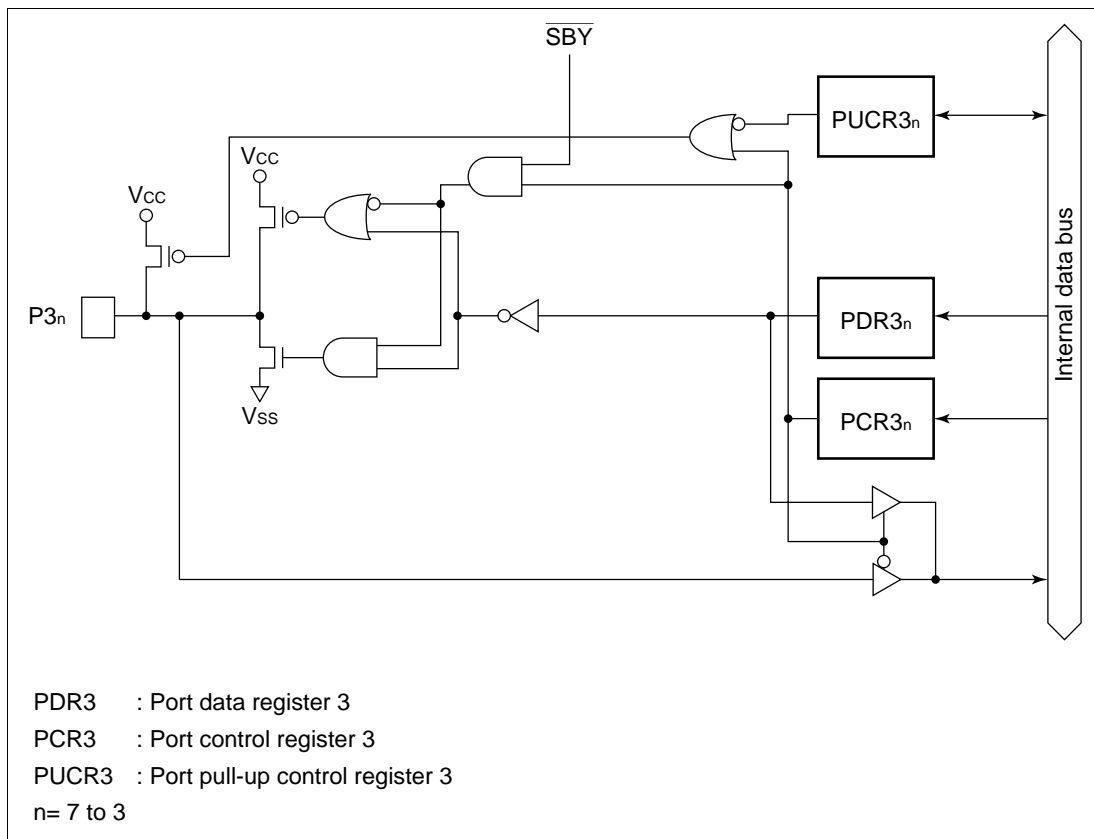 SBY
PUCR3n
VCC
VCC
P3n
PDR3n
Internal data bus
PCR3n
VSS
PDR3 : Port data register 3
PCR3 : Port control register 3
PUCR3 : Port pull-up control register 3
n= 7 to 3